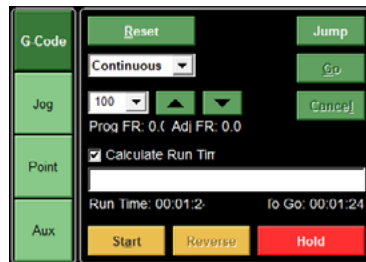 G-Code
Reset
Jump
Continuous
Go
Jog
100
Cancel
Prog FR: 0.( Adj FR: 0.0
Point
Calculate Run Tim
Run Time: 00:01:2
To Go: 00:01:24
Aux
Start
Reverse
Hold